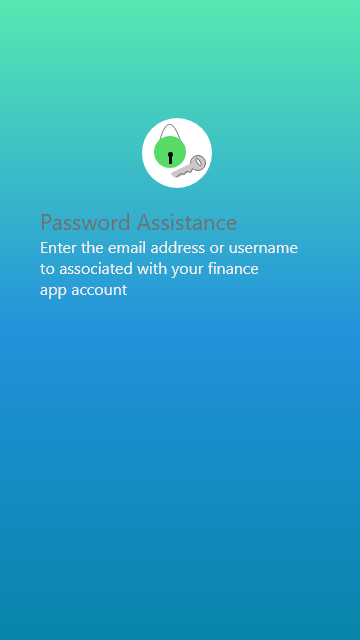 Password Assistance
Enter the email address or username
to associated with your finance
app account